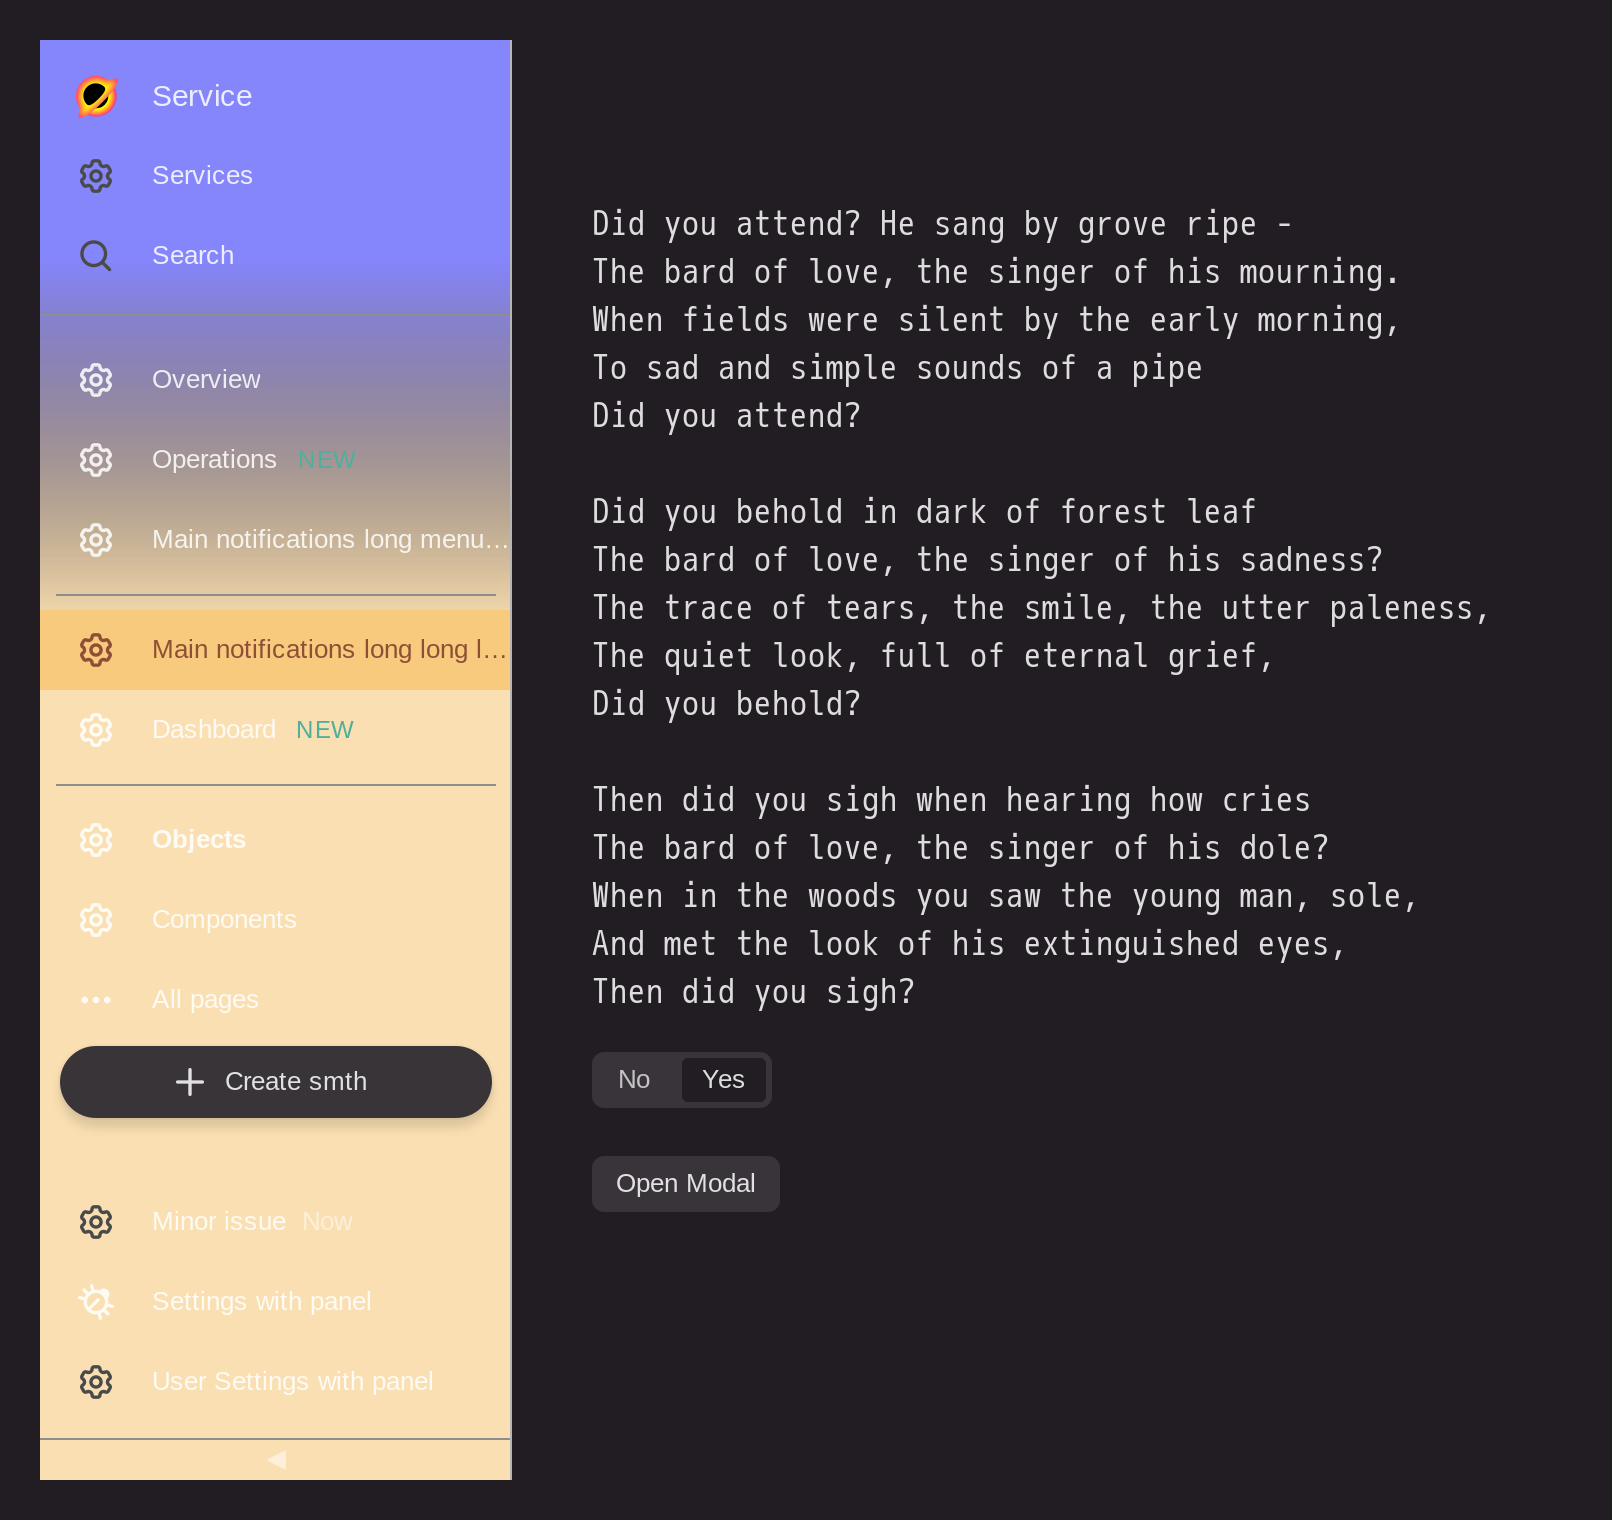 Service
Services
Search
Overview
Operations NEW
Main notifications long menu...
Main notifications long long l...
Dashboard NEW
Objects
Components
All pages
Create smth
Minor issue Now
Settings with panel
User Settings with panel
Did you attend? He sang by grove ripe -
The bard of love, the singer of his mourning.
When fields were silent by the early morning,
To sad and simple sounds of a pipe
Did you attend?
Did you behold in dark of forest leaf
The bard of love, the singer of his sadness?
The trace of tears, the smile, the utter paleness,
The quiet look, full of eternal grief,
Did you behold?
Then did you sigh when hearing how cries
The bard of love, the singer of his dole?
When in the woods you saw the young man, sole,
And met the look of his extinguished eyes,
Then did you sigh?
No Yes
Open Modal